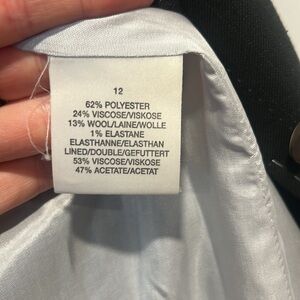 12
62% POLYESTER
24% VISCOSE/VISKOSE
13% WOOL/LAINE/WOLLE
1% ELASTANE
ELASTHANNE/ELASTHAN
LINED/DOUBLE/GEFUTTERT
53% VISCOSE/VISKOSE
47% ACETATE/ACETAT